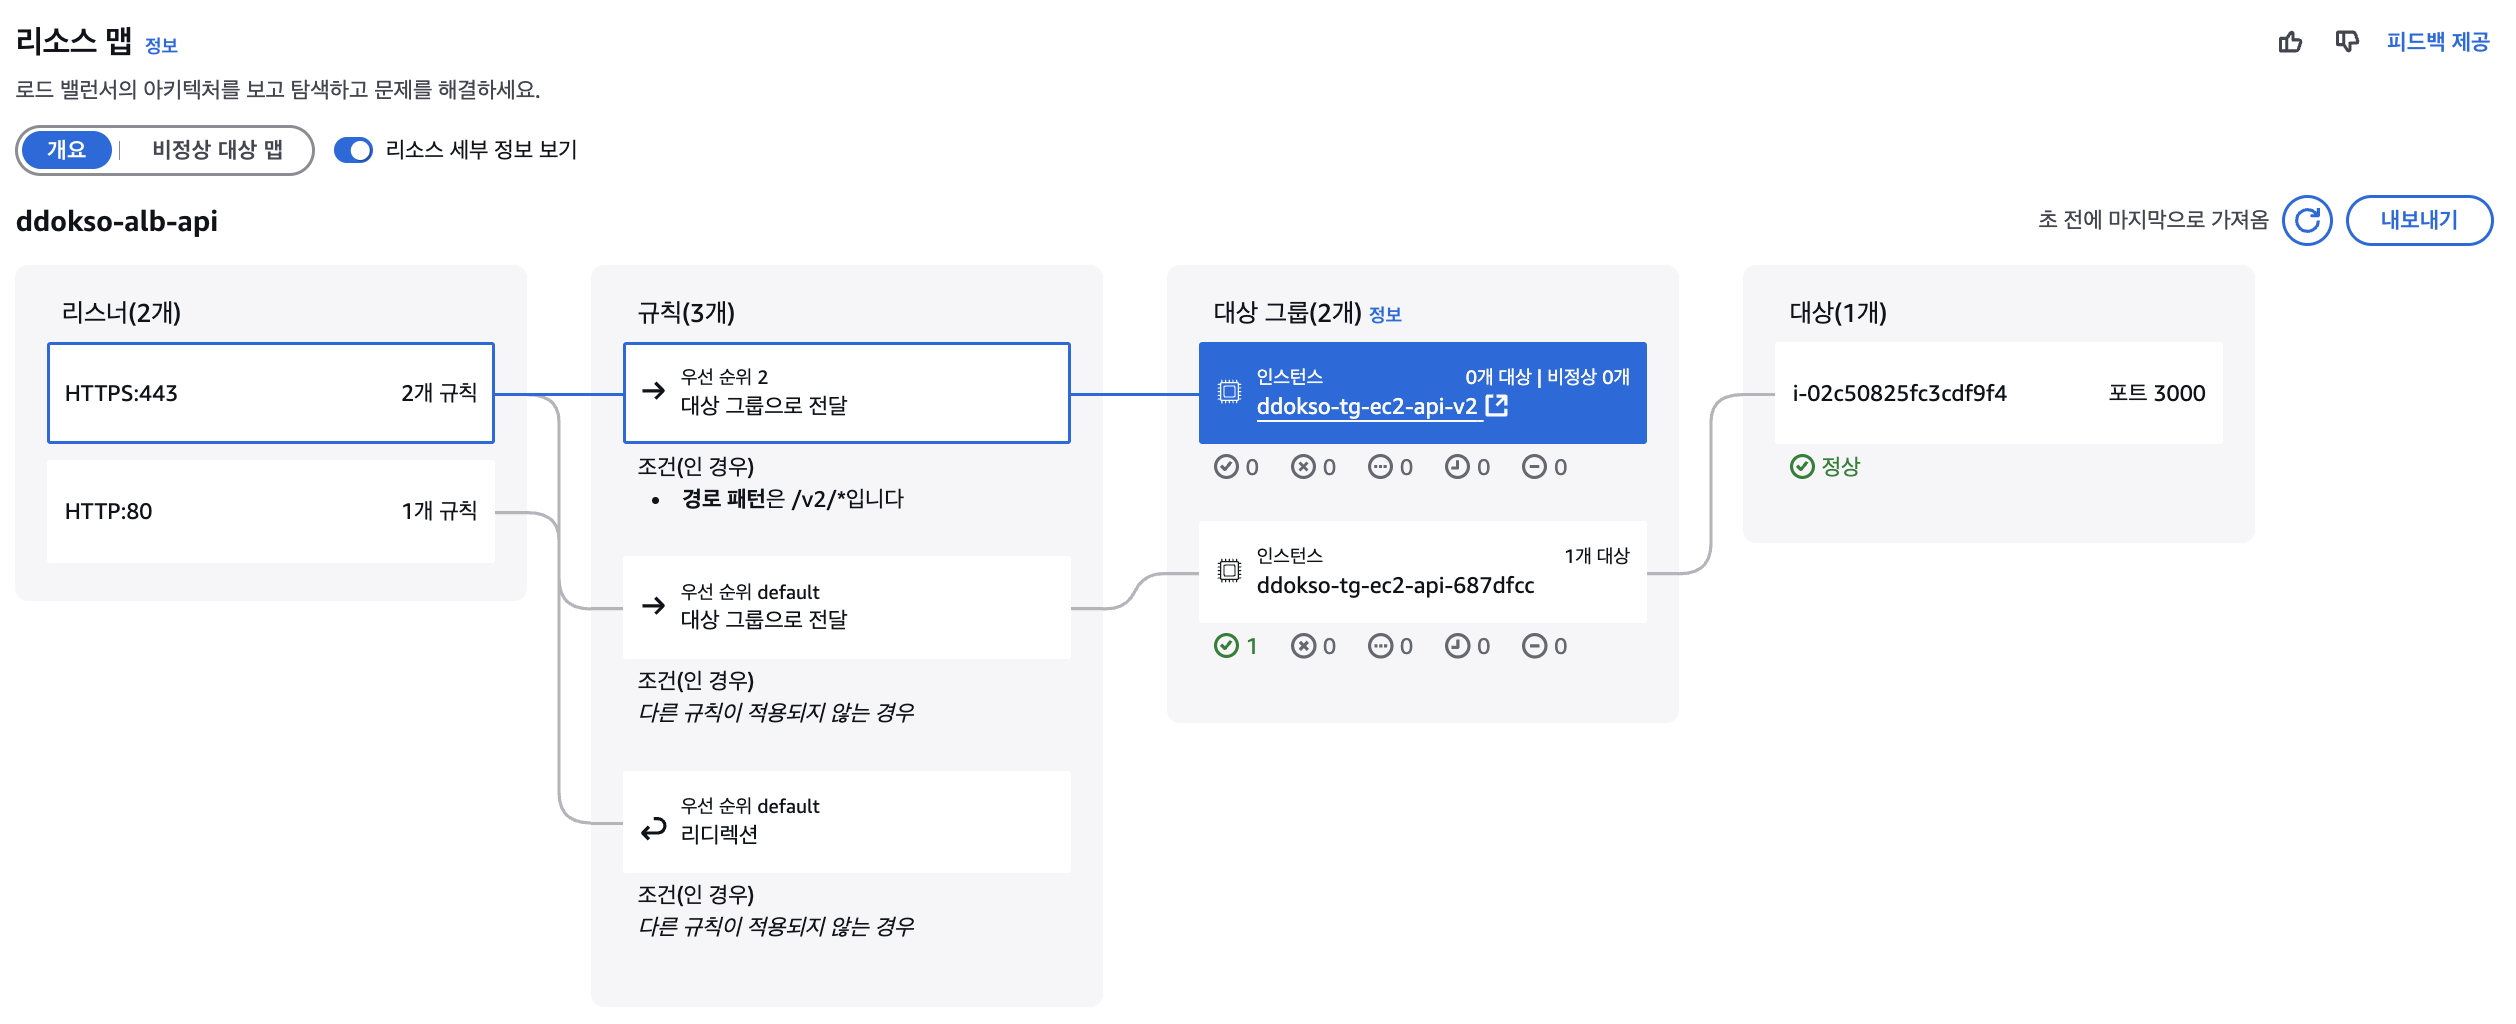 리소스 맵 정보
피드백 제공
로드 밸런서의 아키텍처를 보고 탐색하고 문제를 해결하세요.
개요 비정상 대상 맵 리소스 세부 정보 보기
ddokso-alb-api
초 전에 마지막으로 가져옴 내보내기
리스너(2개)
HTTPS:443 2개 규칙
HTTP:80 1개 규칙
규칙(3개)
우선 순위 2
대상 그룹으로 전달
조건(인 경우)
• 경로 패턴은 /v2/*입니다
우선 순위 default
대상 그룹으로 전달
조건(인 경우)
다른 규칙이 적용되지 않는 경우
우선 순위 default
리디렉션
조건(인 경우)
다른 규칙이 적용되지 않는 경우
대상 그룹(2개) 정보
인스턴스 0개 대상 | 비정상 0개
ddokso-tg-ec2-api-v2
0 0 0 0 0
인스턴스 1개 대상
ddokso-tg-ec2-api-687dfcc
1 0 0 0 0
대상(1개)
i-02c50825fc3cdf9f4 포트 3000
정상